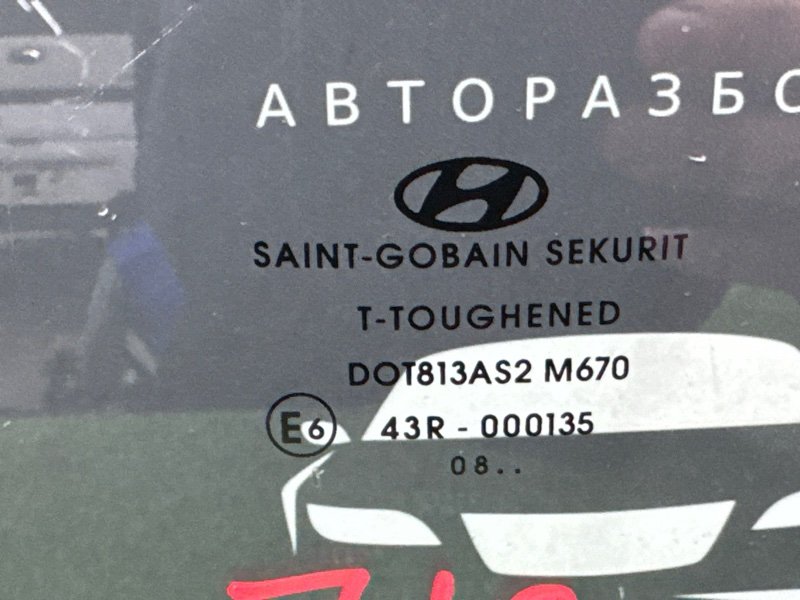 АВТОРАЗБО
SAINT-GOBAIN SEKURIT
T-TOUGHENED
DOT813AS2 M670
E6 43R - 000135
08..